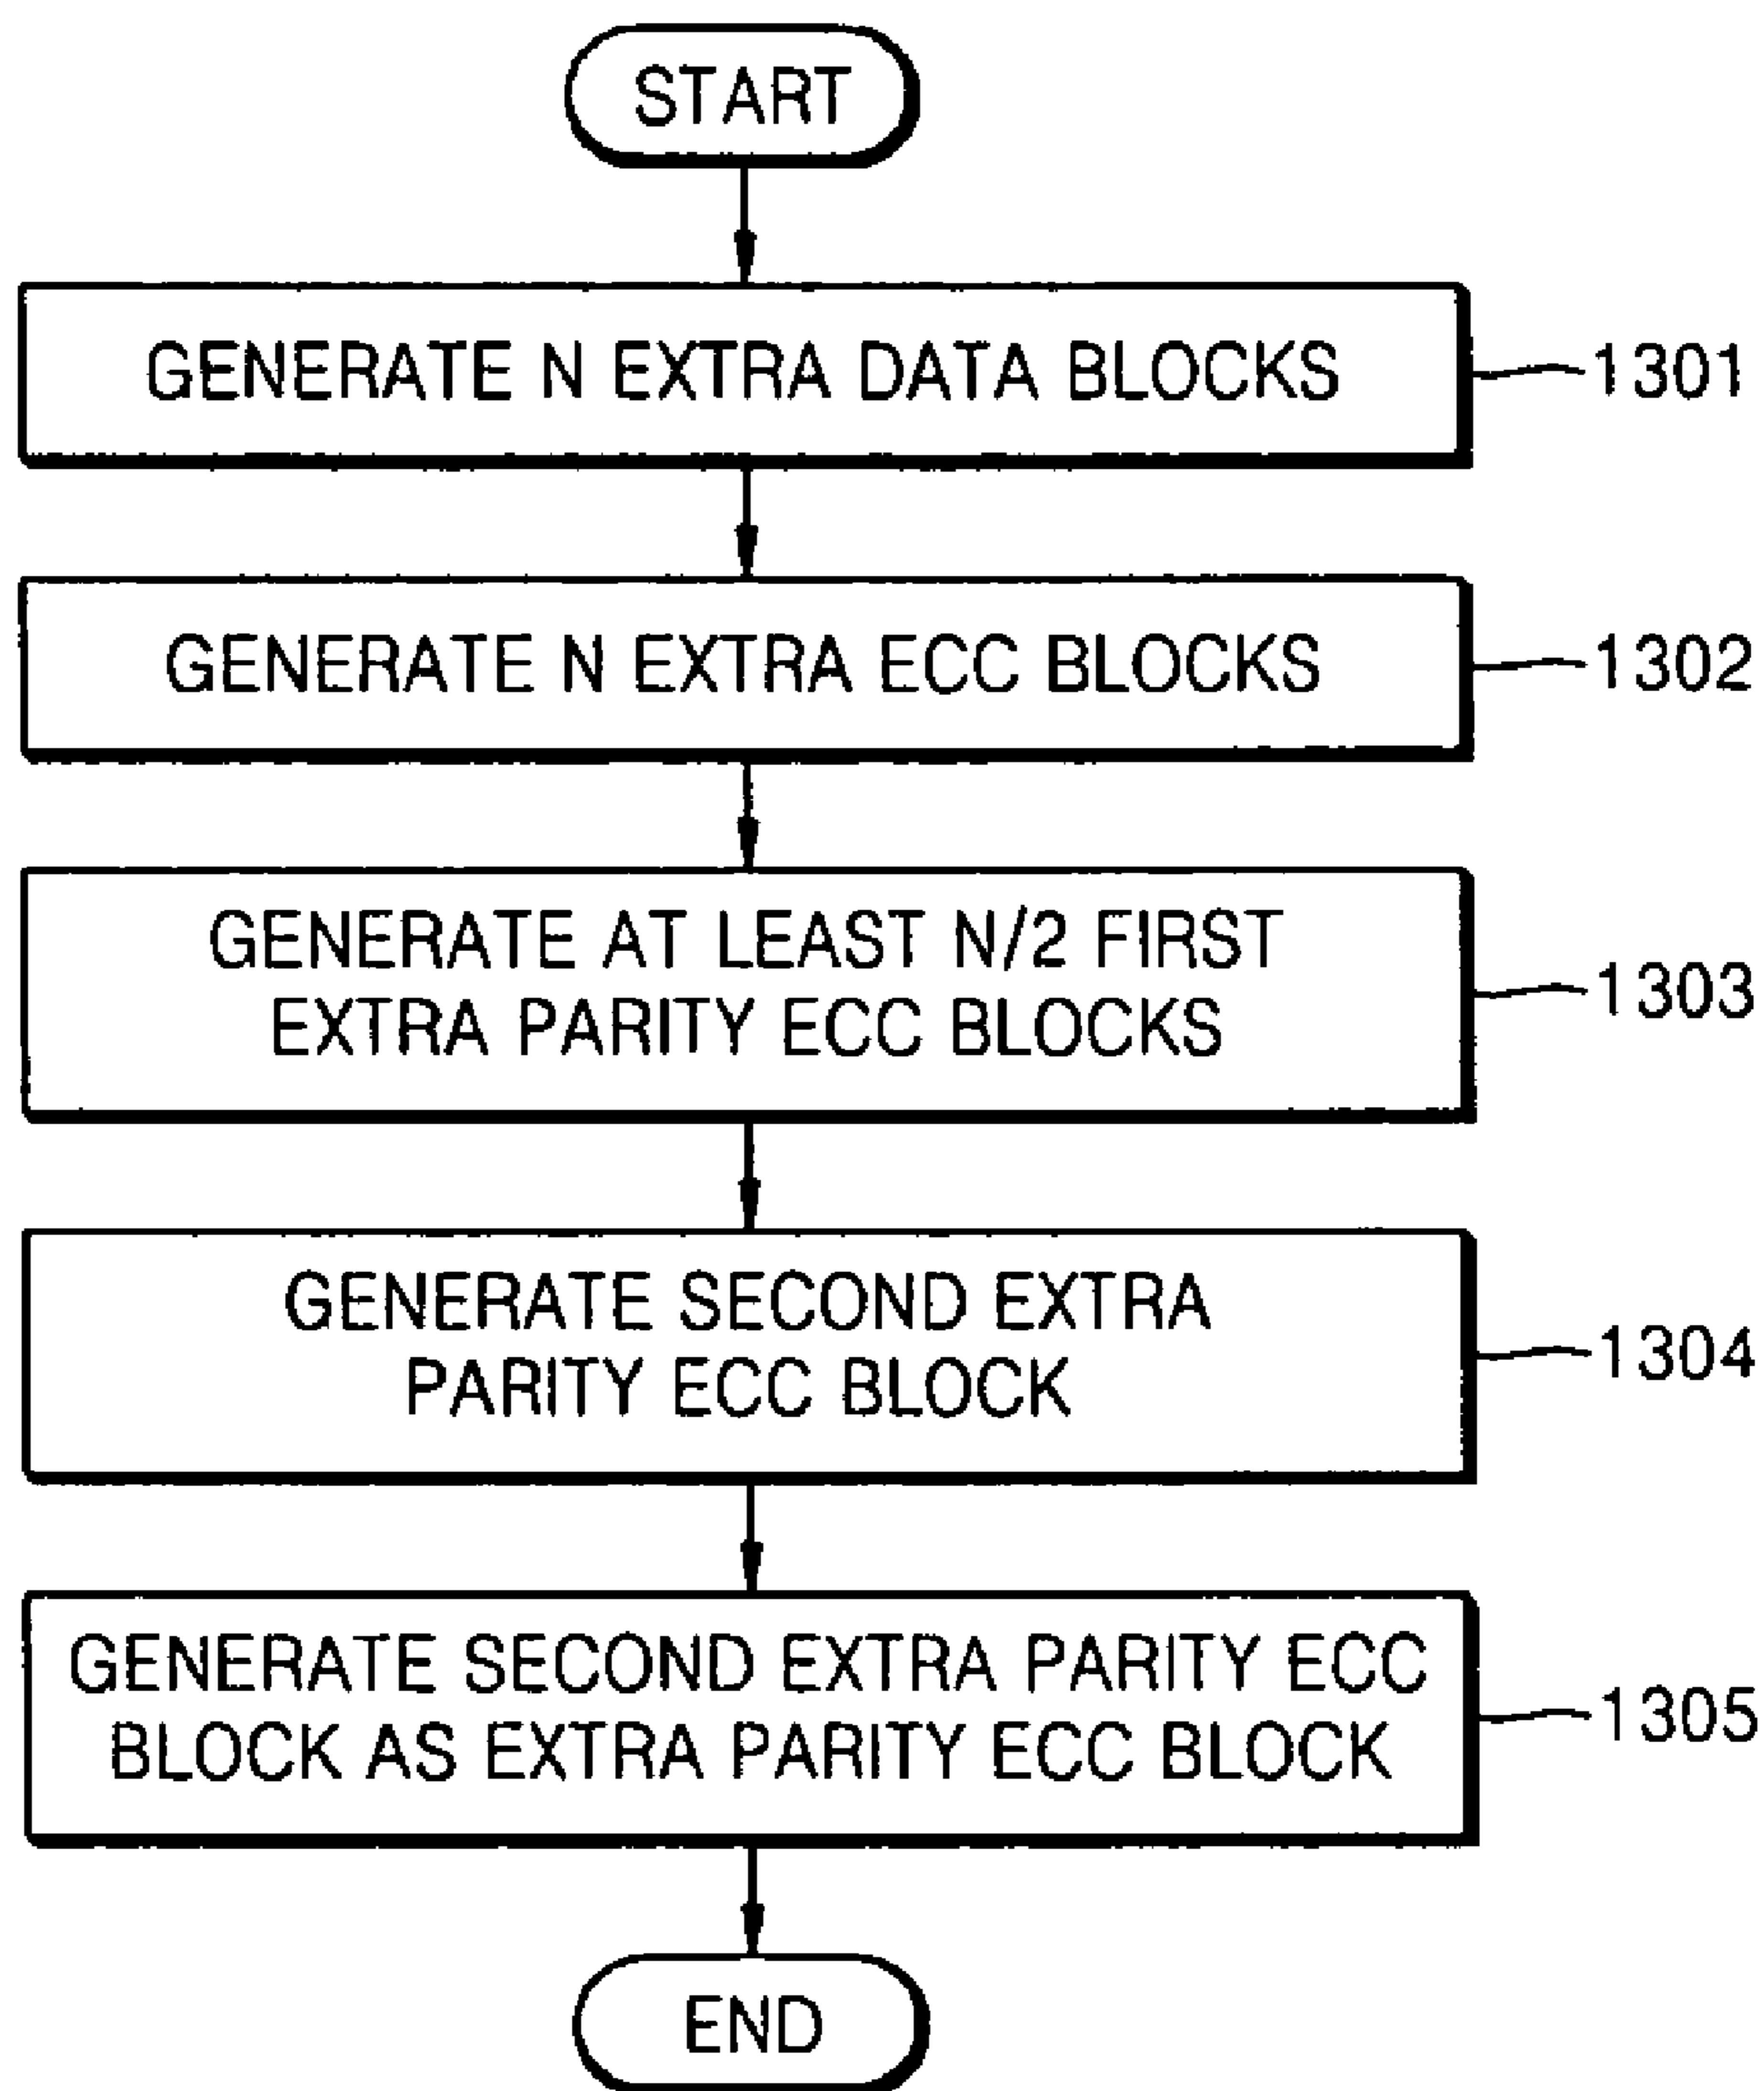 START
GENERATE N EXTRA DATA BLOCKS
1301
GENERATE N EXTRA ECC BLOCKS
1302
GENERATE AT LEAST N/2 FIRST
EXTRA PARITY ECC BLOCKS
1303
GENERATE SECOND EXTRA
PARITY ECC BLOCK
1304
GENERATE SECOND EXTRA PARITY ECC
BLOCK AS EXTRA PARITY ECC BLOCK
1305
END